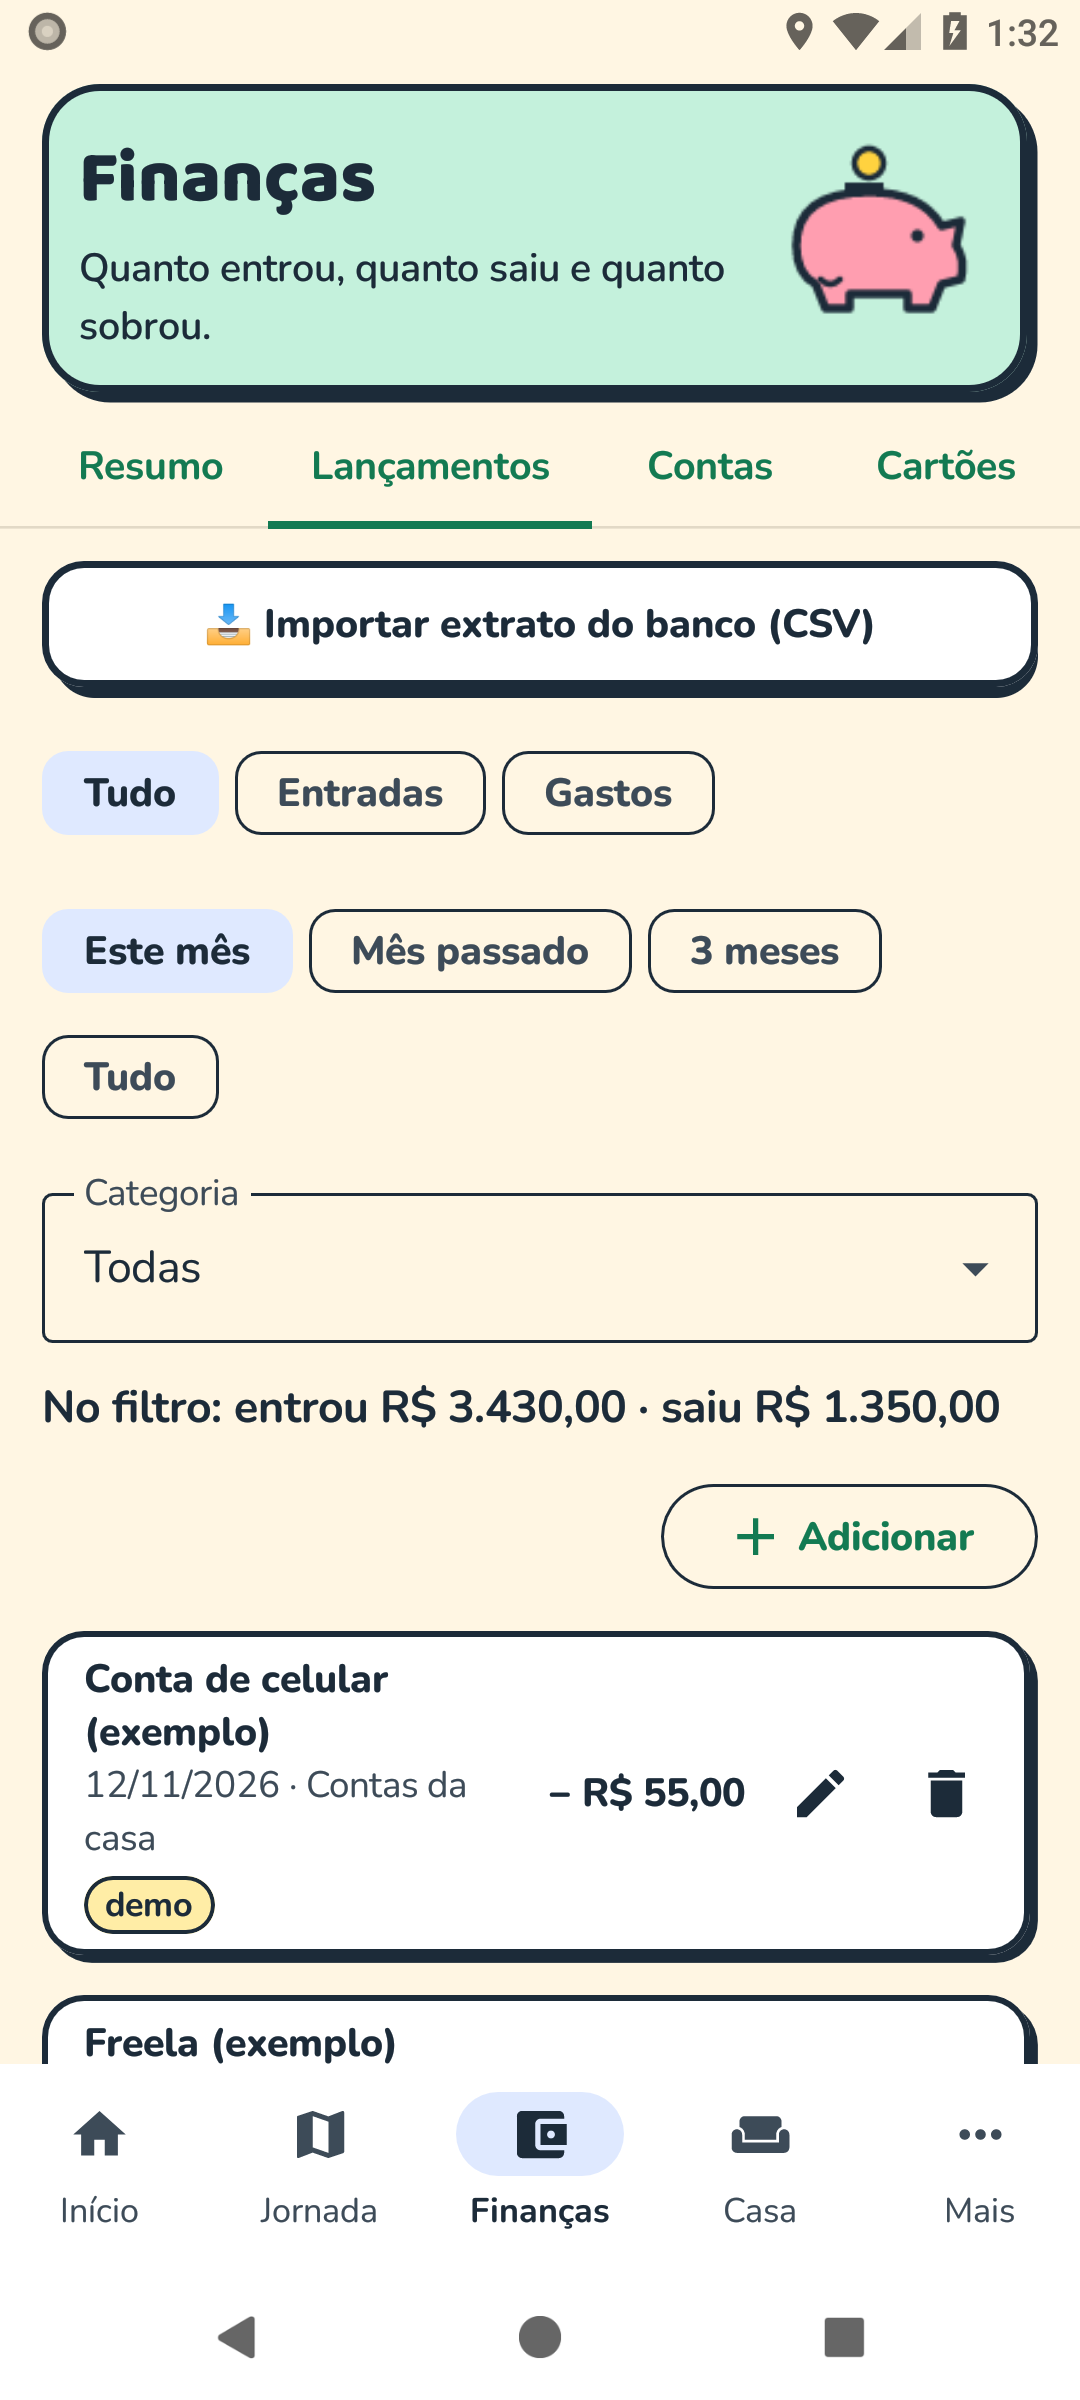 1:32
Finanças
Quanto entrou, quanto saiu e quanto
sobrou.
Resumo Lançamentos Contas Cartões
Importar extrato do banco (CSV)
Tudo Entradas Gastos
Este mês Mês passado 3 meses
Tudo
Categoria
Todas
No filtro: entrou R$ 3.430,00 · saiu R$ 1.350,00
Adicionar
Conta de celular
(exemplo)
12/11/2026 · Contas da
casa
– R$ 55,00
demo
Freela (exemplo)
Início Jornada Finanças Casa Mais